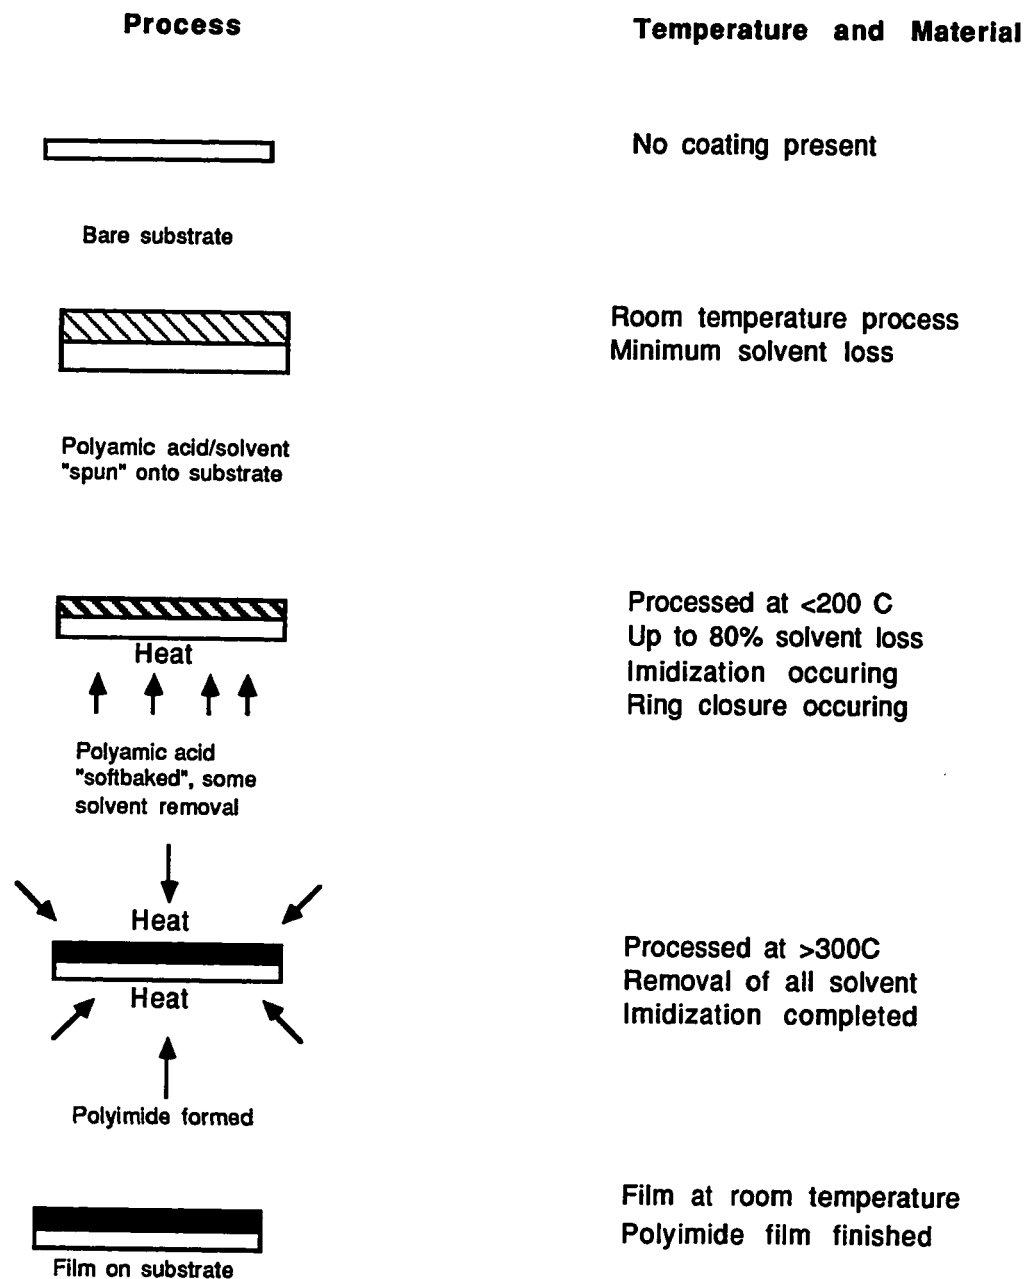 Process
Temperature and Material
No coating present
Bare substrate
Room temperature process
Minimum solvent loss
Polyamic acid/solvent
"spun" onto substrate
Processed at <200 C
Up to 80% solvent loss
Imidization occuring
Ring closure occuring
Heat
Polyamic acid
"softbaked", some
solvent removal
Heat
Processed at >300C
Removal of all solvent
Imidization completed
Heat
Polyimide formed
Film at room temperature
Polyimide film finished
Film on substrate